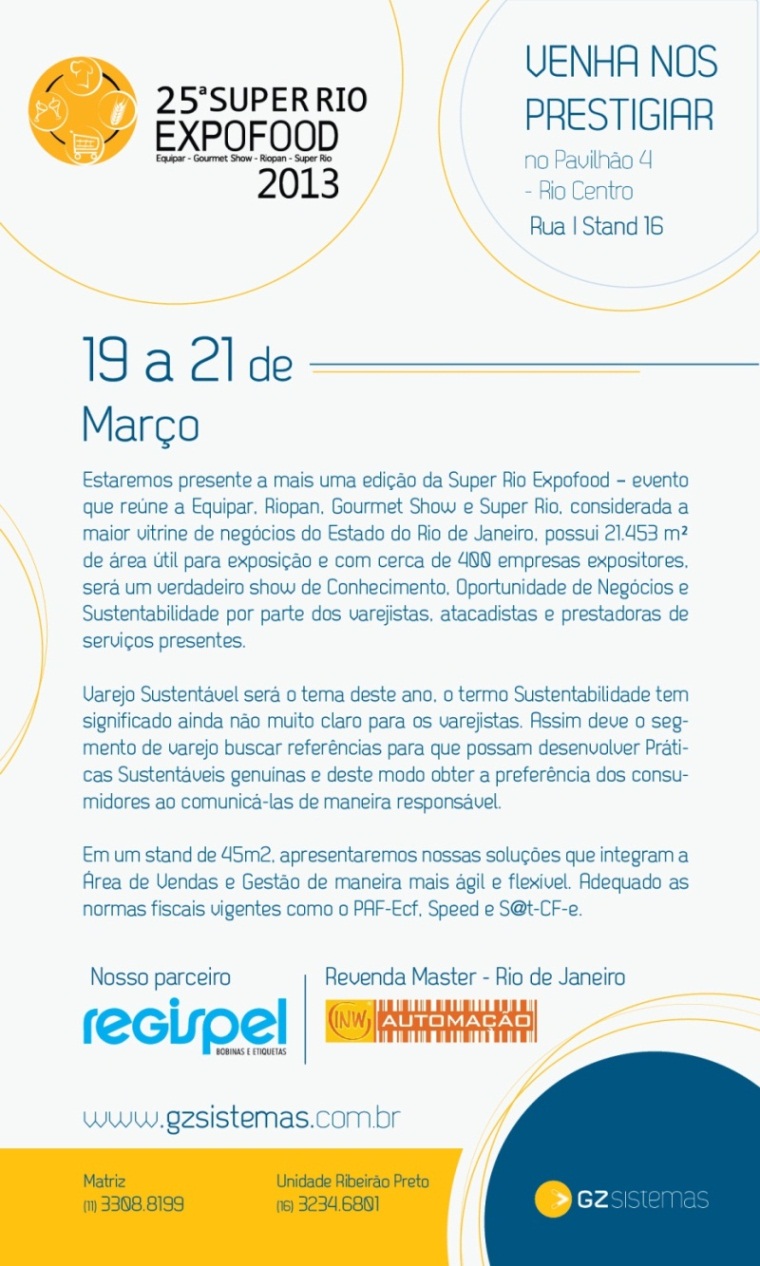 25ª SUPER RIO
EXPOFOOD
Equipar - Gourmet Show - Riopan - Super Rio
2013
VENHA NOS
PRESTIGIAR
no Pavilhão 4
- Rio Centro
Rua I Stand 16
19 a 21 de
Março
Estaremos presente a mais uma edição da Super Rio Expofood – evento
que reúne a Equipar, Riopan, Gourmet Show e Super Rio, considerada a
maior vitrine de negócios do Estado do Rio de Janeiro, possui 21.453 m²
de área útil para exposição e com cerca de 400 empresas expositores,
será um verdadeiro show de Conhecimento, Oportunidade de Negócios e
Sustentabilidade por parte dos varejistas, atacadistas e prestadoras de
serviços presentes.
Varejo Sustentável será o tema deste ano, o termo Sustentabilidade tem
significado ainda não muito claro para os varejistas. Assim deve o seg-
mento de varejo buscar referências para que possam desenvolver Práti-
cas Sustentáveis genuínas e deste modo obter a preferência dos consu-
midores ao comunicá-las de maneira responsável.
Em um stand de 45m2, apresentaremos nossas soluções que integram a
Área de Vendas e Gestão de maneira mais ágil e flexível. Adequado as
normas fiscais vigentes como o PAF-Ecf, Speed e S@t-CF-e.
Nosso parceiro
regispel
BOBINAS E ETIQUETAS
Revenda Master - Rio de Janeiro
INW AUTOMAÇÃO
www.gzsistemas.com.br
Matriz
(11) 3308.8199
Unidade Ribeirão Preto
(16) 3234.6801
GZsistemas